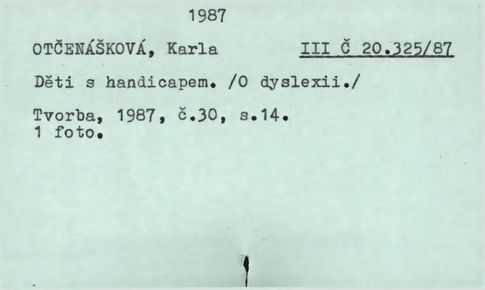 1987
OTČENÁŠKOVÁ, Karla III Č 20.325/87
Děti s handicapem. /O dyslexii./
Tvorba, 1987, č.30, s.14.
1 foto.